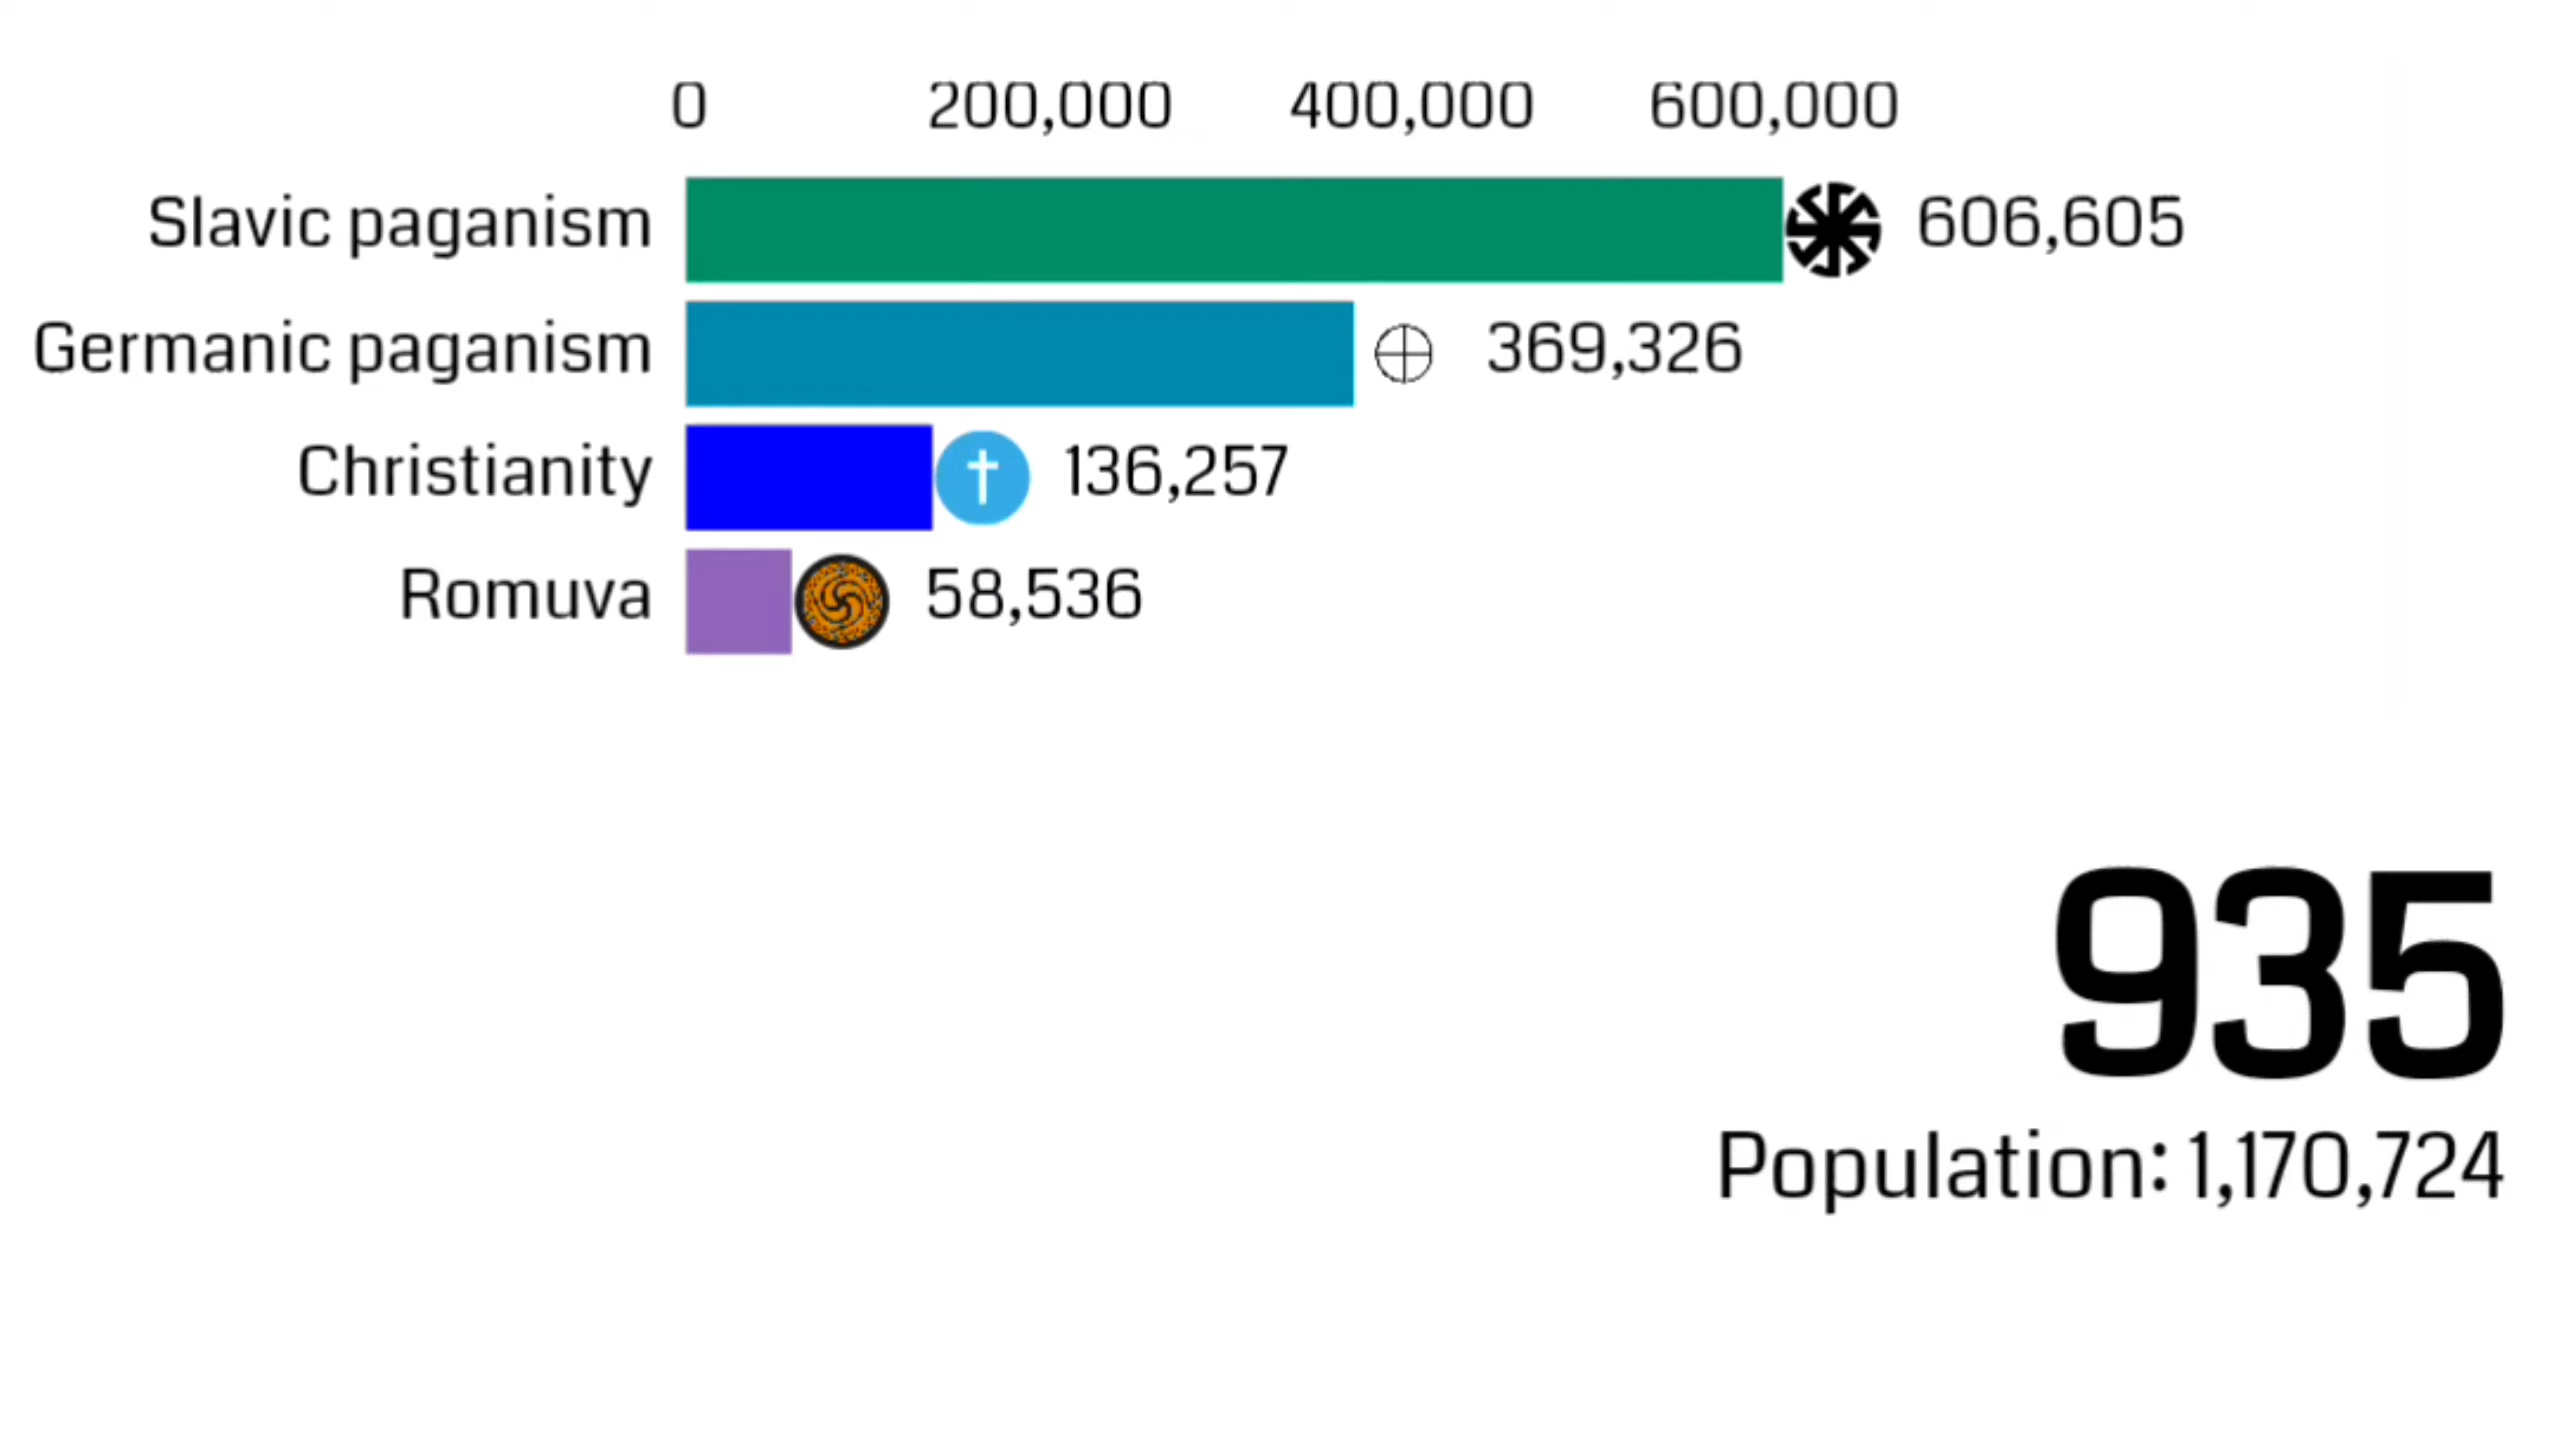 0 200,000 400,000 600,000
Slavic paganism 606,605
Germanic paganism 369,326
Christianity 136,257
Romuva 58,536
935
Population: 1,170,724